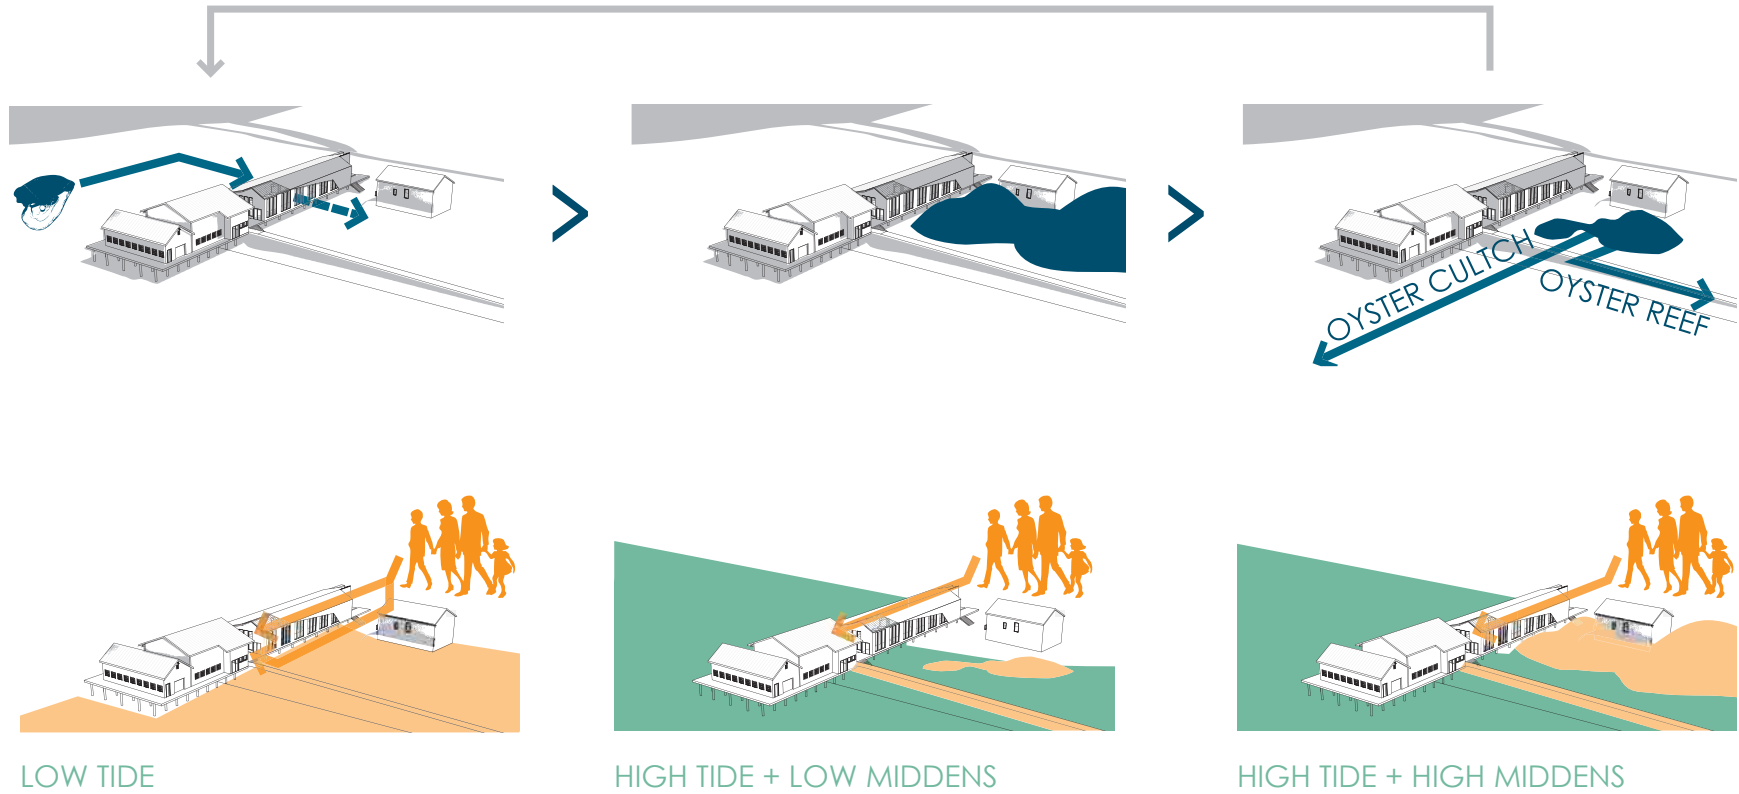 OYSTER CULTCH
OYSTER REEF
LOW TIDE
HIGH TIDE + LOW MIDDENS
HIGH TIDE + HIGH MIDDENS